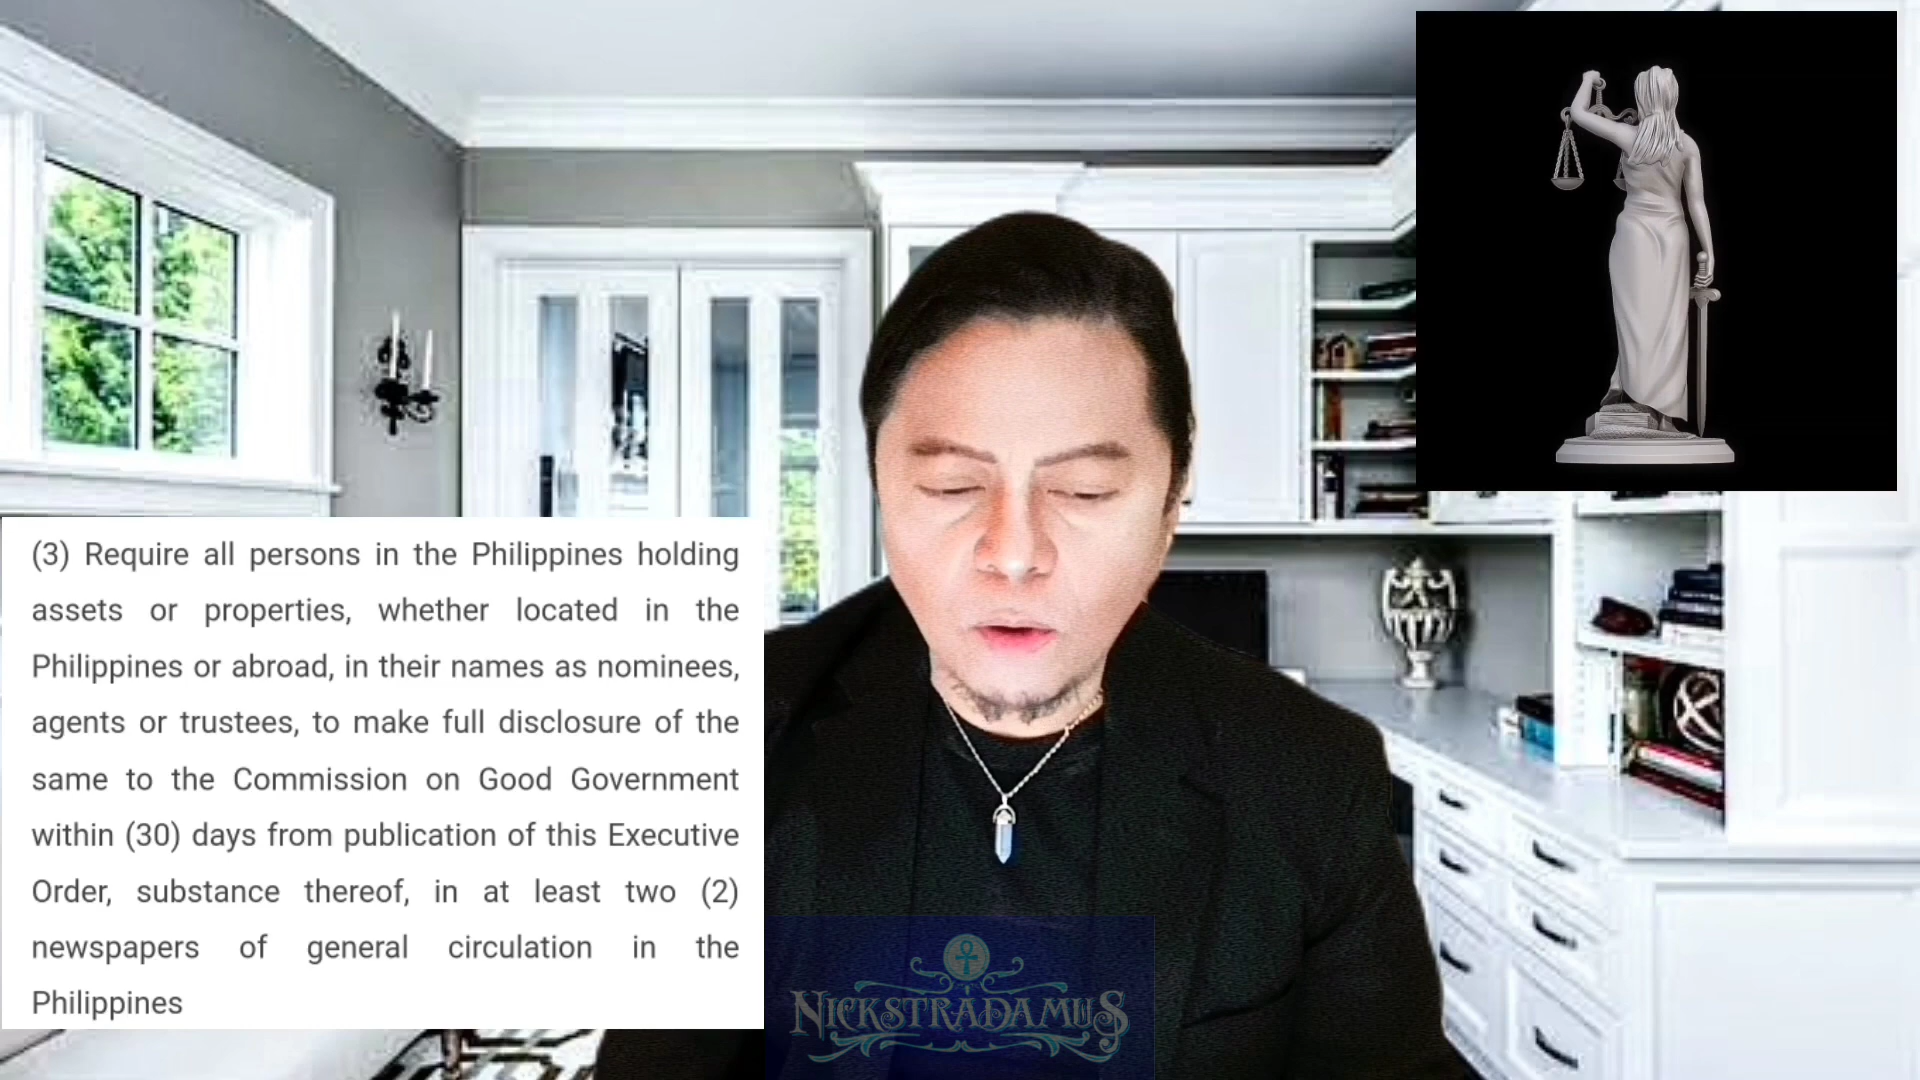 (3) Require all persons in the Philippines holding
assets or properties, whether located in the
Philippines or abroad, in their names as nominees,
agents or trustees, to make full disclosure of the
same to the Commission on Good Government
within (30) days from publication of this Executive
Order, substance thereof, in at least two (2)
newspapers of general circulation in the
Philippines
NICKSTRADAMUS